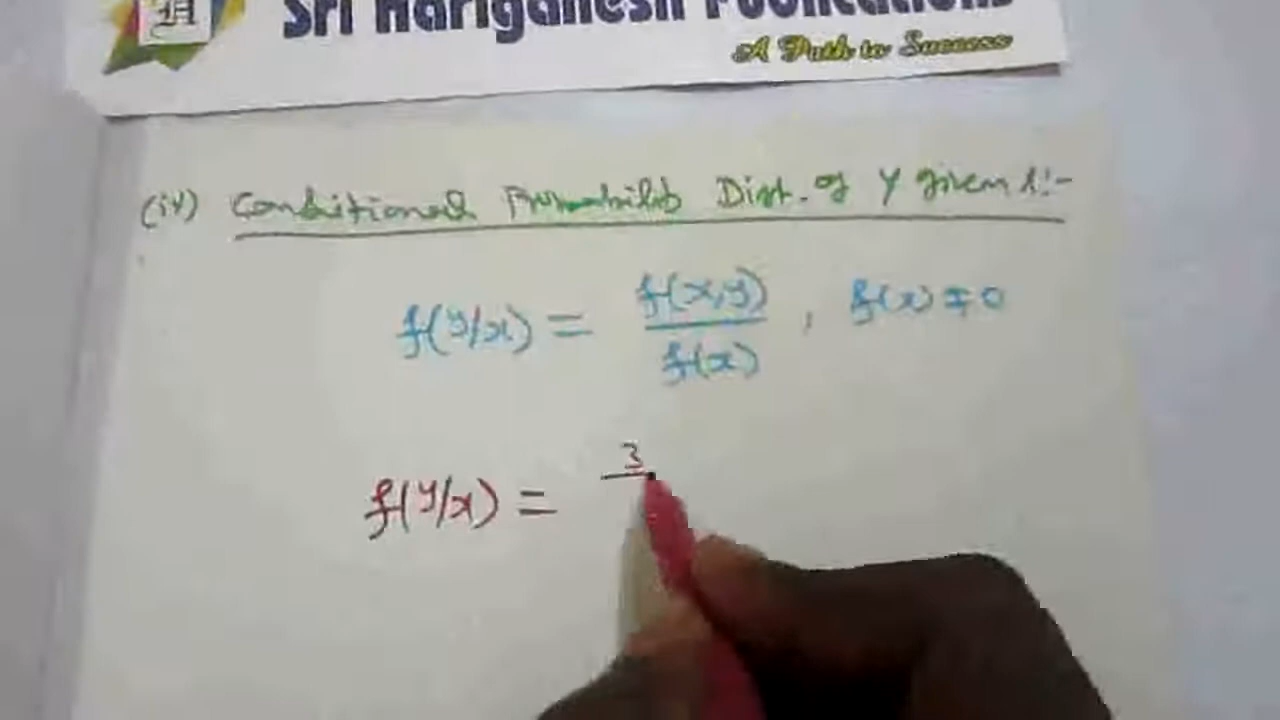 Sri Hariganesh Publications
A Path to Success
(iv) Conditional Probability Dist. of Y given X:-
f(y/x) = f(x,y) / f(x) , f(x) ≠ 0
f(y/x) = 3